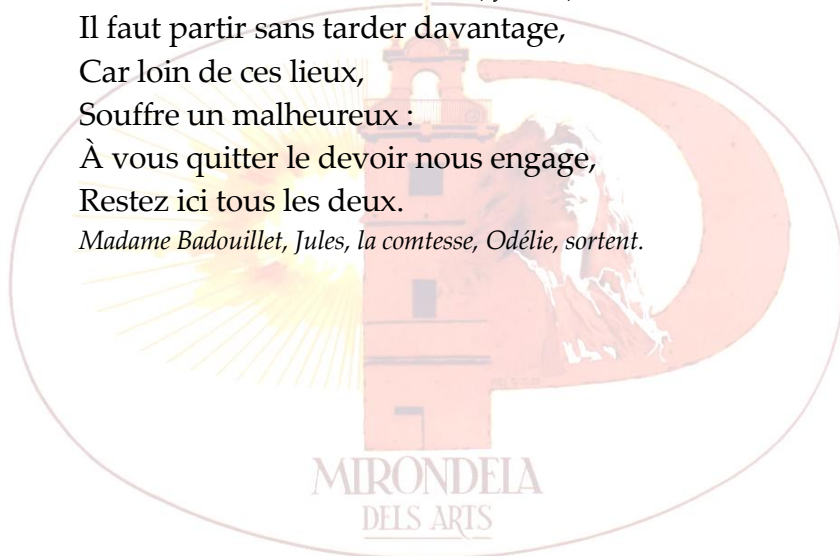 Il faut partir sans tarder davantage,
Car loin de ces lieux,
Souffre un malheureux :
À vous quitter le devoir nous engage,
Restez ici tous les deux.
Madame Badouillet, Jules, la comtesse, Odélie, sortent.
MIRONDELA
DELS ARTS